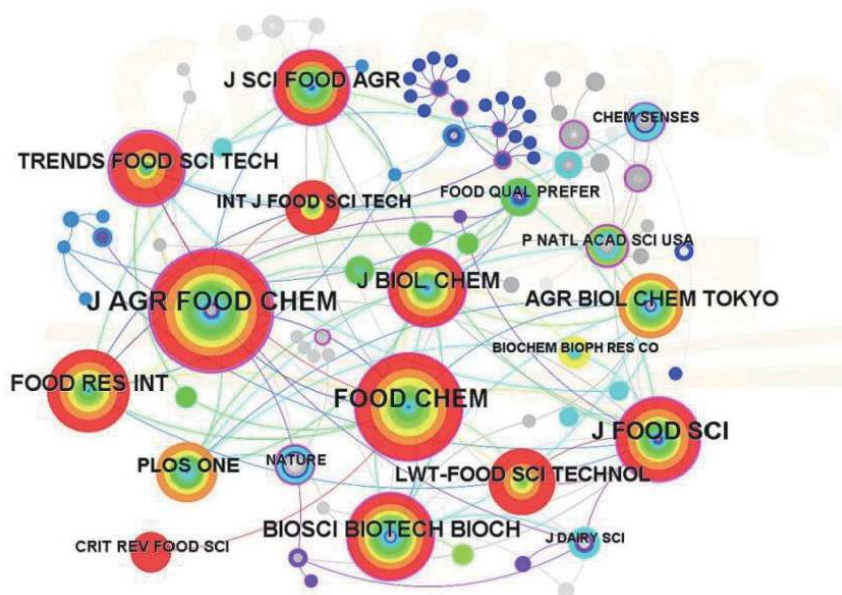 CiteSpace
J SCI FOOD AGR
CHEM SENSES
TRENDS FOOD SCI TECH
INT J FOOD SCI TECH
FOOD QUAL PREFER
P NATL ACAD SCI USA
J BIOL CHEM
J AGR FOOD CHEM
AGR BIOL CHEM TOKYO
BIOCHEM BIOPH RES CO
FOOD RES INT
FOOD CHEM
J FOOD SCI
NATURE
PLOS ONE
LWT-FOOD SCI TECHNOL
BIOSCI BIOTECH BIOCH
J DAIRY SCI
CRIT REV FOOD SCI